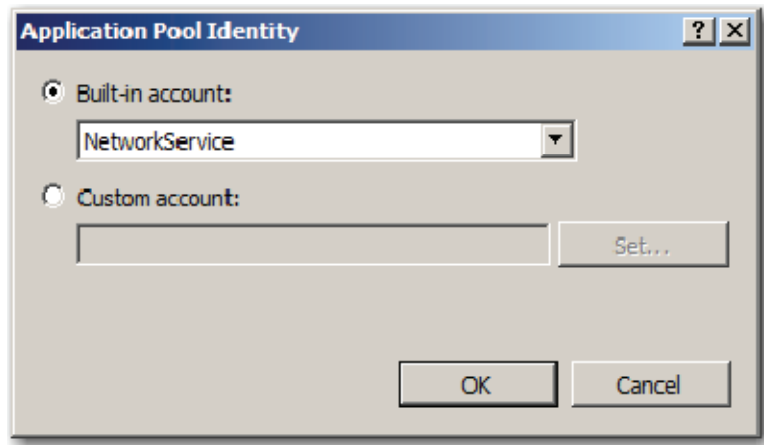 Application Pool Identity
Built-in account:
NetworkService
Custom account:
Set...
OK Cancel